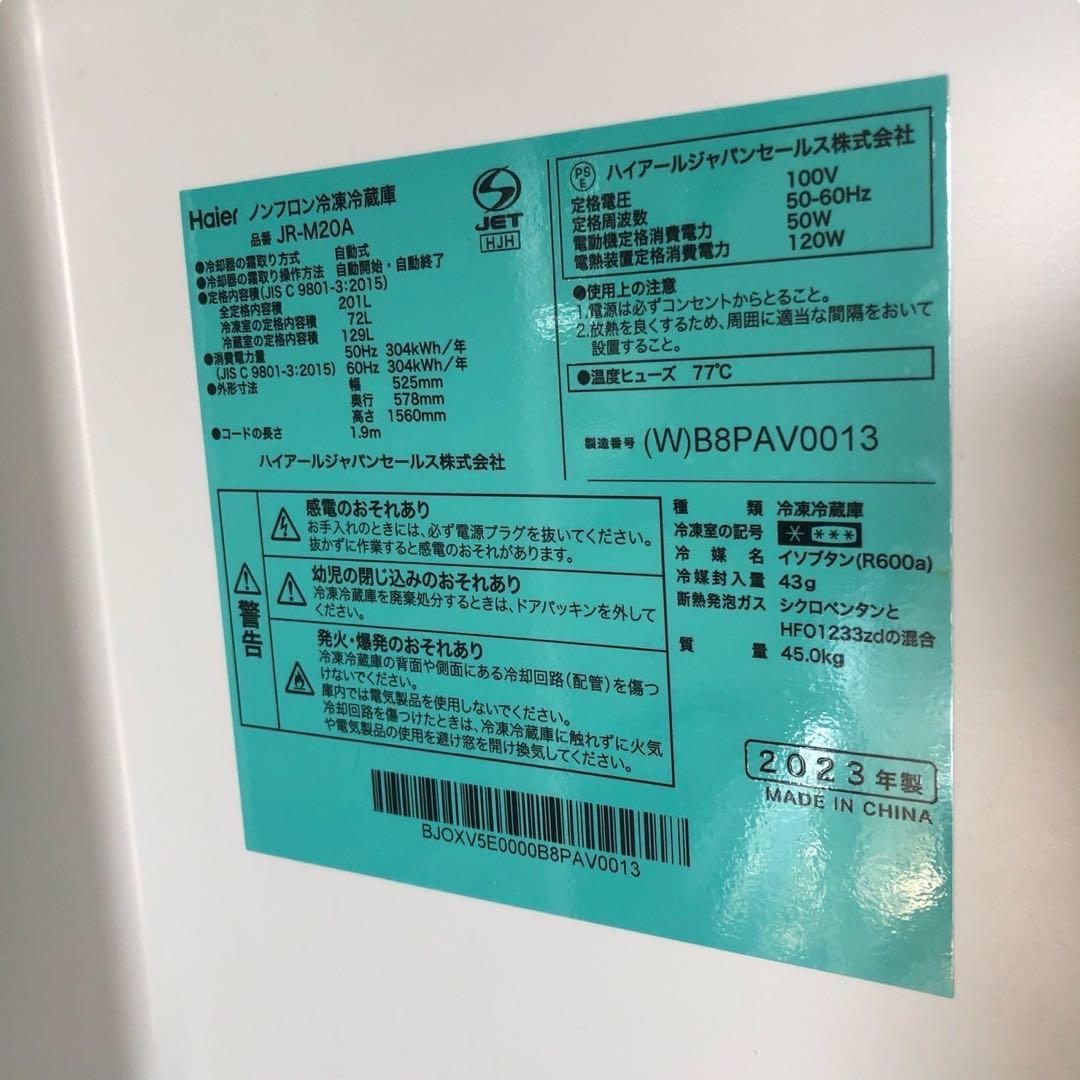 Haier ノンフロン冷凍冷蔵庫
品番 JR-M20A
JET
HJH
●冷却器の霜取り方式 自動式
●冷却器の霜取り操作方法 自動開始・自動終了
●定格内容積(JIS C 9801-3:2015)
全定格内容積 201L
冷凍室の定格内容積 72L
冷蔵室の定格内容積 129L
●消費電力量 50Hz 304kWh/年
(JIS C 9801-3:2015) 60Hz 304kWh/年
●外形寸法 幅 525mm
奥行 578mm
高さ 1560mm
●コードの長さ 1.9m
ハイアールジャパンセールス株式会社
PS
E
ハイアールジャパンセールス株式会社
定格電圧 100V
定格周波数 50-60Hz
電動機定格消費電力 50W
電熱装置定格消費電力 120W
●使用上の注意
1.電源は必ずコンセントからとること。
2.放熱を良くするため、周囲に適当な間隔をおいて
設置すること。
●温度ヒューズ 77℃
製造番号 (W)B8PAV0013
警告
感電のおそれあり
お手入れのときには、必ず電源プラグを抜いてください。
抜かずに作業すると感電のおそれがあります。
幼児の閉じ込みのおそれあり
冷凍冷蔵庫を廃棄処分するときは、ドアパッキンを外して
ください。
発火・爆発のおそれあり
冷凍冷蔵庫の背面や側面にある冷却回路(配管)を傷つ
けないでください。
庫内では電気製品を使用しないでください。
冷却回路を傷つけたときは、冷凍冷蔵庫に触れずに火気
や電気製品の使用を避け窓を開け換気してください。
種類 冷凍冷蔵庫
冷凍室の記号 * ***
冷媒名 イソブタン(R600a)
冷媒封入量 43g
断熱発泡ガス シクロペンタンと
HFO1233zdの混合
質量 45.0kg
2023年製
MADE IN CHINA
BJOXV5E0000B8PAV0013